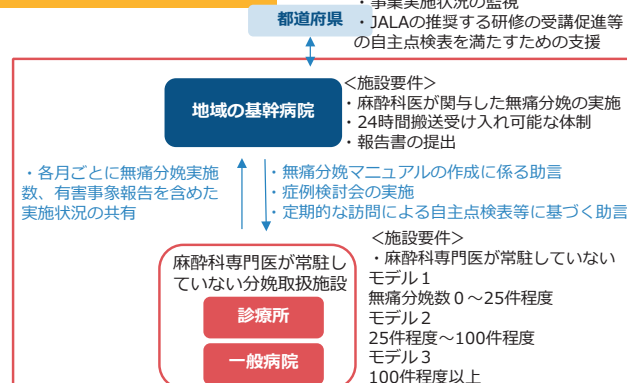 ・事業実施状況の監視
都道府県
・JALAの推奨する研修の受講促進等
の自主点検表を満たすための支援
地域の基幹病院
＜施設要件＞
・麻酔科医が関与した無痛分娩の実施
・24時間搬送受け入れ可能な体制
・報告書の提出
・各月ごとに無痛分娩実施
数、有害事象報告を含めた
実施状況の共有
・無痛分娩マニュアルの作成に係る助言
・症例検討会の実施
・定期的な訪問による自主点検表等に基づく助言
麻酔科専門医が常駐し
ていない分娩取扱施設
診療所
一般病院
＜施設要件＞
・麻酔科専門医が常駐していない
モデル１
無痛分娩数０～25件程度
モデル２
25件程度～100件程度
モデル３
100件程度以上